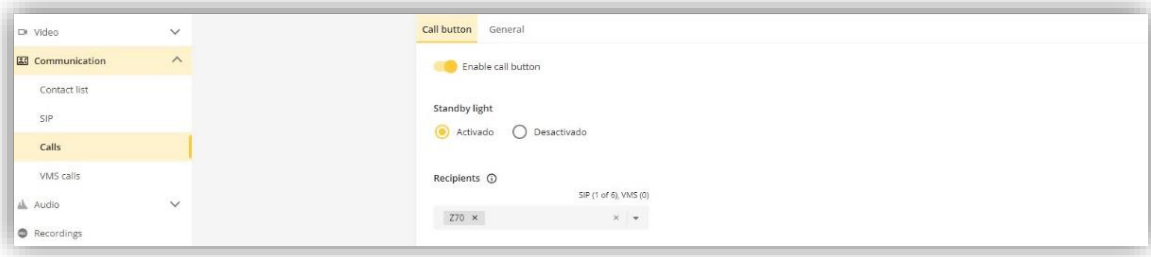 Video
Communication
Contact list
SIP
Calls
VMS calls
Audio
Recordings
Call button General
Enable call button
Standby light
Activado Desactivado
Recipients
SIP (1 of 6), VMS (0)
Z70 ×